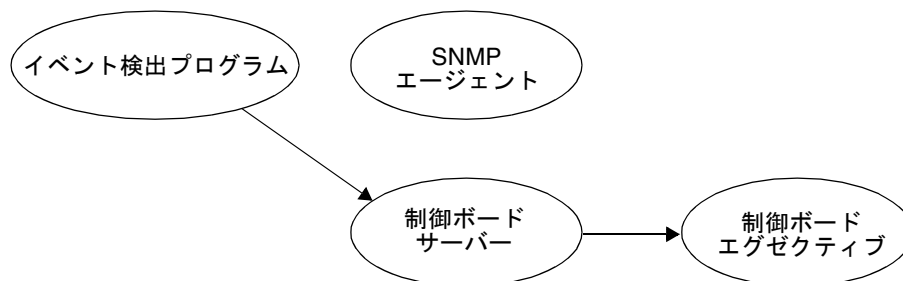 イベント検出プログラム
SNMP
エージェント
制御ボード
サーバー
制御ボード
エグゼクティブ